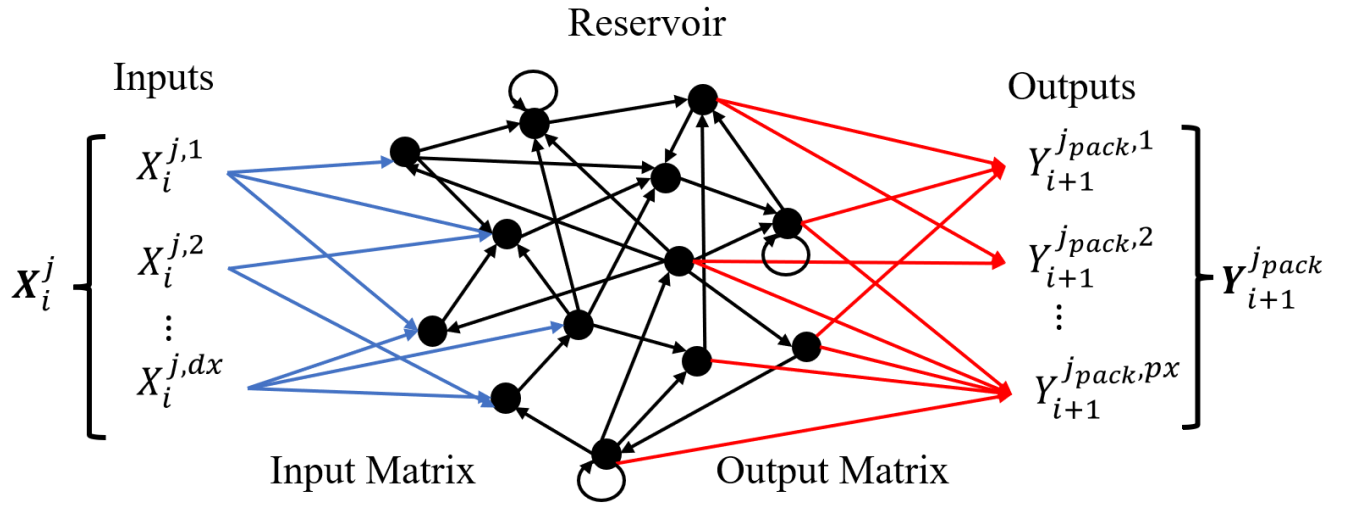 Reservoir
Inputs
Outputs
X_i^{j,1}
Y_{i+1}^{j_{pack},1}
X_i^{j,2}
Y_{i+1}^{j_{pack},2}
X_i^j
Y_{i+1}^{j_{pack}}
⋮
⋮
X_i^{j,dx}
Y_{i+1}^{j_{pack},px}
Input Matrix
Output Matrix